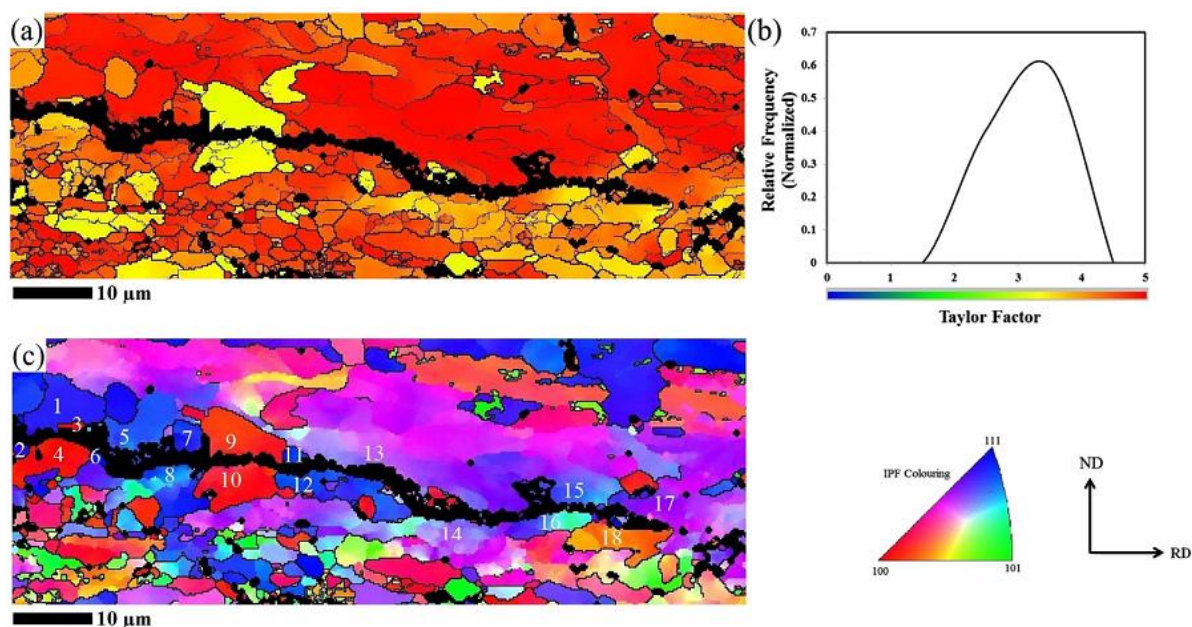 (a)
10 µm
(b)
0.7
0.6
0.5
0.4
0.3
0.2
0.1
0
0 1 2 3 4 5
Relative Frequency
(Normalized)
Taylor Factor
(c)
1
2
3
4
5
6
7
8
9
10
11
12
13
14
15
16
17
18
10 µm
IPF Colouring
111
100
101
ND
RD